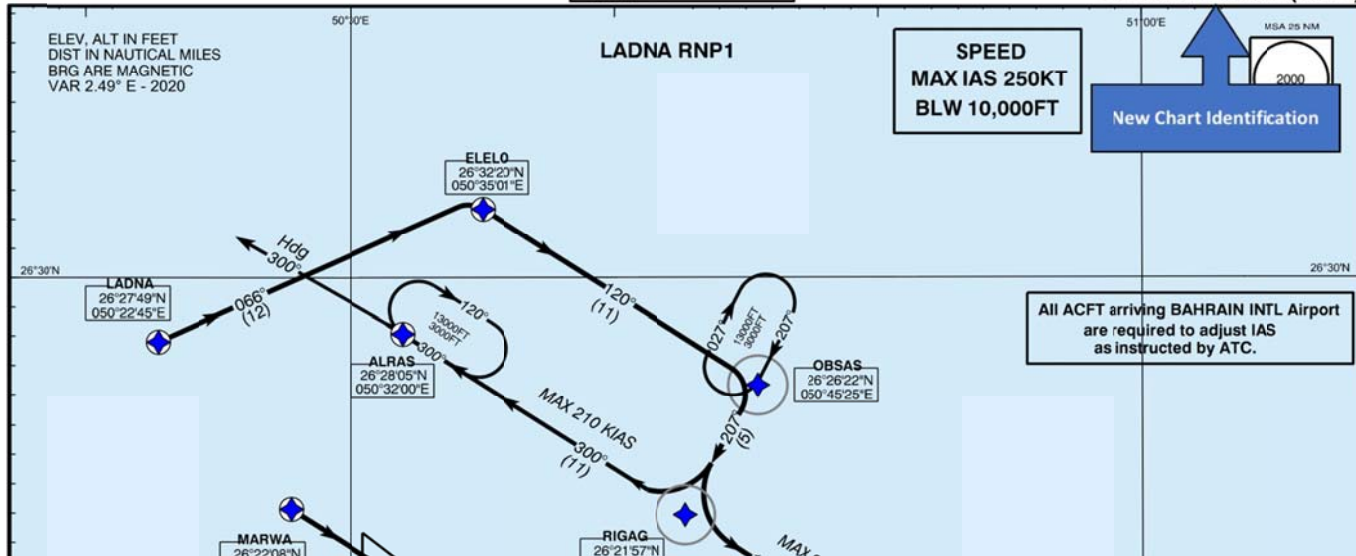 50°30'E
51°00'E
MSA 25 NM
2000
ELEV, ALT IN FEET
DIST IN NAUTICAL MILES
BRG ARE MAGNETIC
VAR 2.49° E - 2020
LADNA RNP1
SPEED
MAX IAS 250KT
BLW 10,000FT
New Chart Identification
ELELO
26°32'20"N
050°35'01"E
Hdg
300°
26°30'N
26°30'N
LADNA
26°27'49"N
050°22'45"E
066°
(12)
120°
(11)
120°
13000FT
3000FT
300°
ALRAS
26°28'05"N
050°32'00"E
027°
13000FT
3000FT
207°
OBSAS
26°26'22"N
050°45'25"E
All ACFT arriving BAHRAIN INTL Airport
are required to adjust IAS
as instructed by ATC.
MAX 210 KIAS
300°
(11)
207°
(5)
MARWA
26°22'08"N
RIGAG
26°21'57"N
MAX